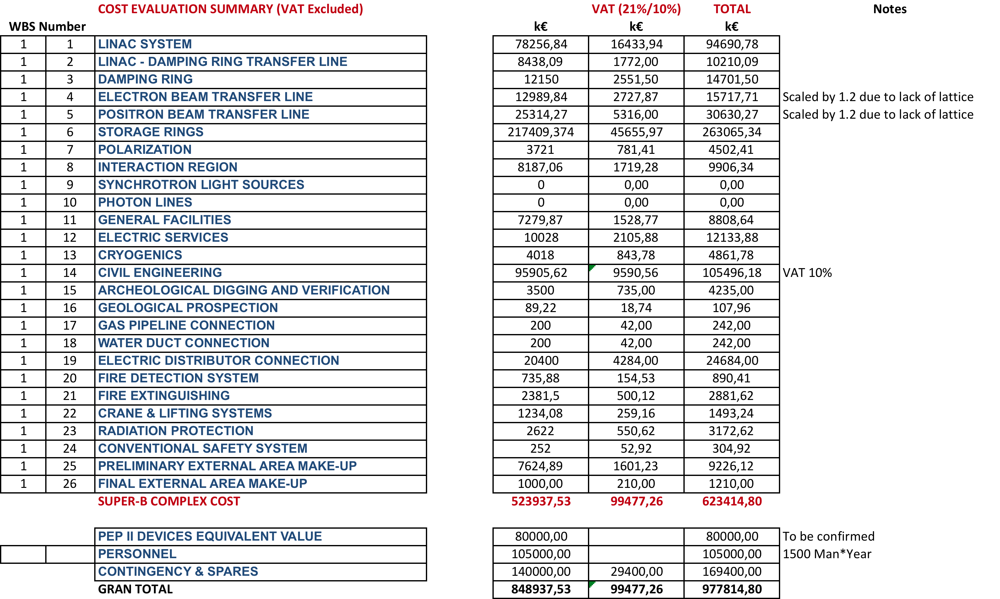 COST EVALUATION SUMMARY (VAT Excluded) VAT (21%/10%) TOTAL Notes
WBS Number k€ k€ k€
1 1 LINAC SYSTEM 78256,84 16433,94 94690,78
1 2 LINAC - DAMPING RING TRANSFER LINE 8438,09 1772,00 10210,09
1 3 DAMPING RING 12150 2551,50 14701,50
1 4 ELECTRON BEAM TRANSFER LINE 12989,84 2727,87 15717,71 Scaled by 1.2 due to lack of lattice
1 5 POSITRON BEAM TRANSFER LINE 25314,27 5316,00 30630,27 Scaled by 1.2 due to lack of lattice
1 6 STORAGE RINGS 217409,374 45655,97 263065,34
1 7 POLARIZATION 3721 781,41 4502,41
1 8 INTERACTION REGION 8187,06 1719,28 9906,34
1 9 SYNCHROTRON LIGHT SOURCES 0 0,00 0,00
1 10 PHOTON LINES 0 0,00 0,00
1 11 GENERAL FACILITIES 7279,87 1528,77 8808,64
1 12 ELECTRIC SERVICES 10028 2105,88 12133,88
1 13 CRYOGENICS 4018 843,78 4861,78
1 14 CIVIL ENGINEERING 95905,62 9590,56 105496,18 VAT 10%
1 15 ARCHEOLOGICAL DIGGING AND VERIFICATION 3500 735,00 4235,00
1 16 GEOLOGICAL PROSPECTION 89,22 18,74 107,96
1 17 GAS PIPELINE CONNECTION 200 42,00 242,00
1 18 WATER DUCT CONNECTION 200 42,00 242,00
1 19 ELECTRIC DISTRIBUTOR CONNECTION 20400 4284,00 24684,00
1 20 FIRE DETECTION SYSTEM 735,88 154,53 890,41
1 21 FIRE EXTINGUISHING 2381,5 500,12 2881,62
1 22 CRANE & LIFTING SYSTEMS 1234,08 259,16 1493,24
1 23 RADIATION PROTECTION 2622 550,62 3172,62
1 24 CONVENTIONAL SAFETY SYSTEM 252 52,92 304,92
1 25 PRELIMINARY EXTERNAL AREA MAKE-UP 7624,89 1601,23 9226,12
1 26 FINAL EXTERNAL AREA MAKE-UP 1000,00 210,00 1210,00
SUPER-B COMPLEX COST 523937,53 99477,26 623414,80
PEP II DEVICES EQUIVALENT VALUE 80000,00 80000,00 To be confirmed
PERSONNEL 105000,00 105000,00 1500 Man*Year
CONTINGENCY & SPARES 140000,00 29400,00 169400,00
GRAN TOTAL 848937,53 99477,26 977814,80